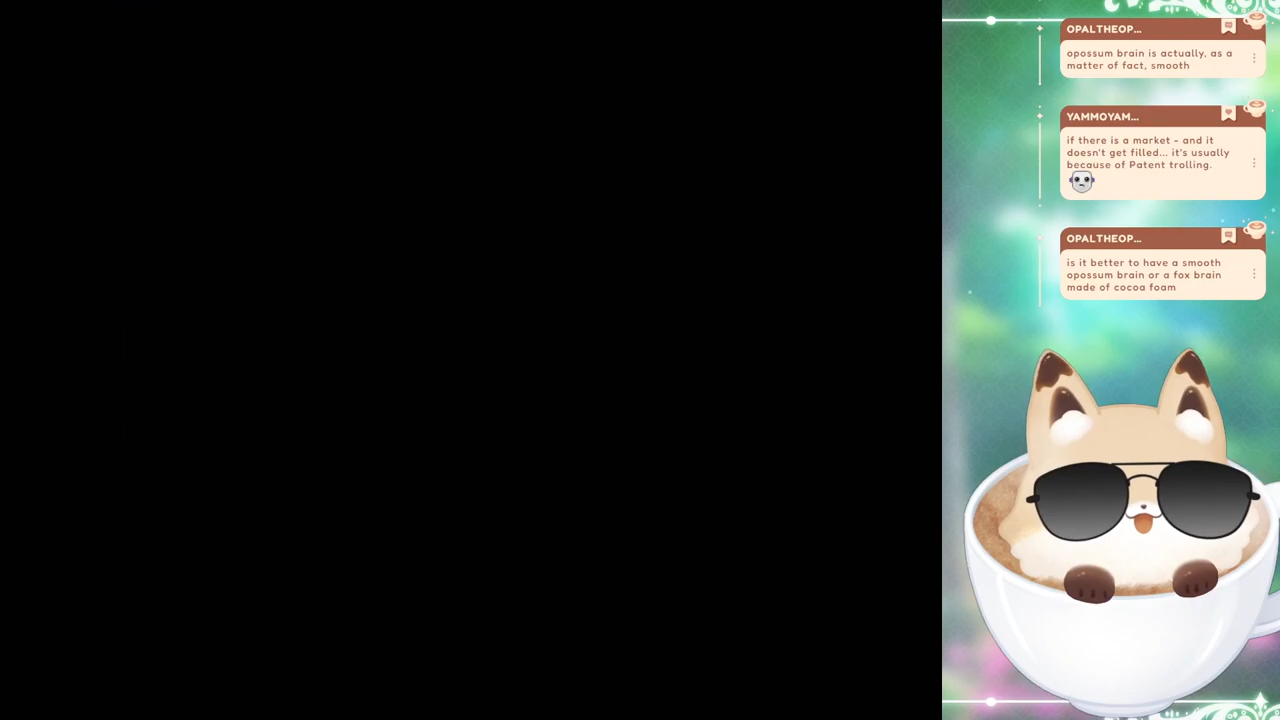 OPALTHEOP...
opossum brain is actually, as a
matter of fact, smooth
YAMMOYAM...
if there is a market - and it
doesn't get filled... it's usually
because of Patent trolling.
OPALTHEOP...
is it better to have a smooth
opossum brain or a fox brain
made of cocoa foam